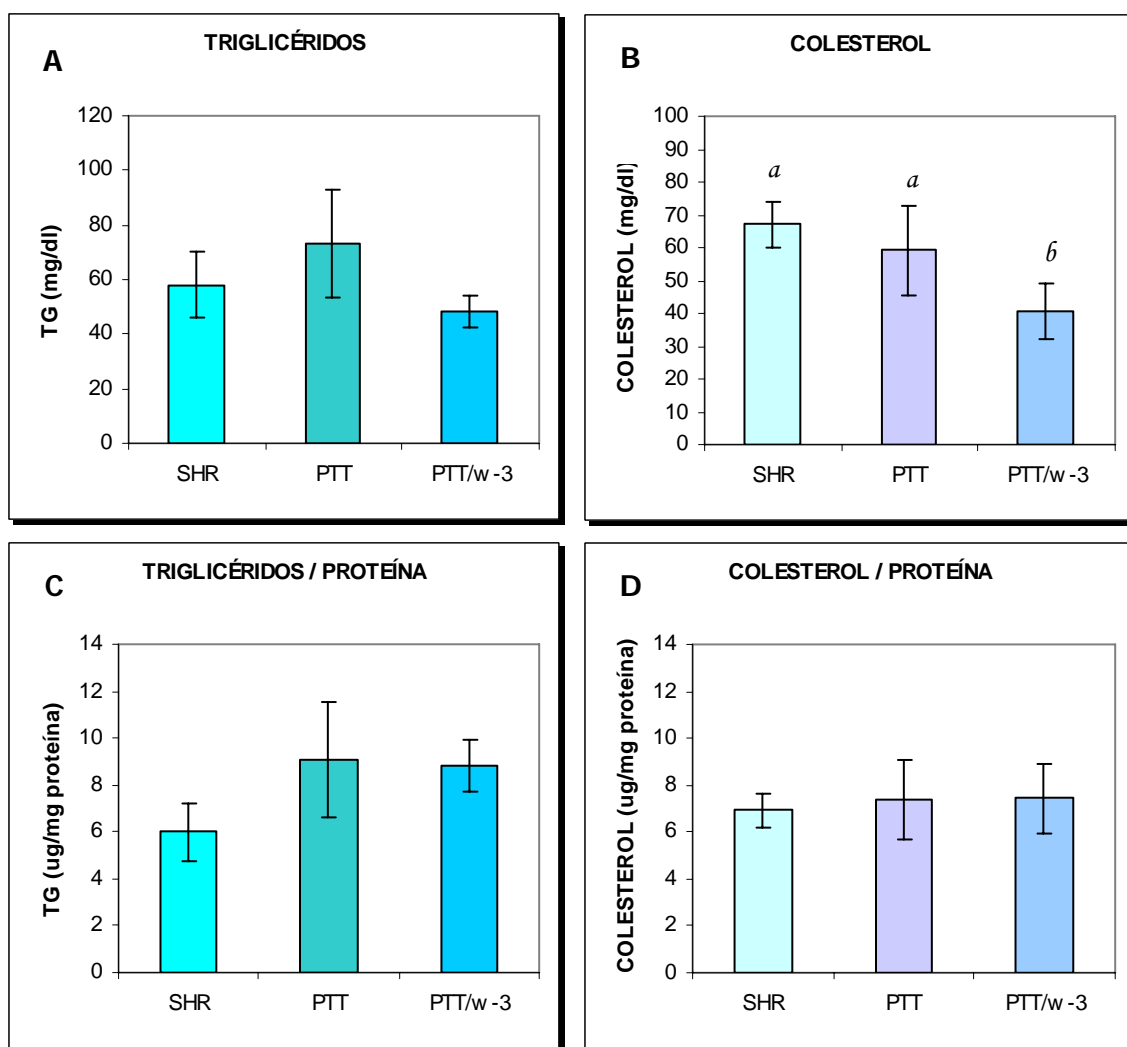 A
TRIGLICÉRIDOS
TG (mg/dl)
120
100
80
60
40
20
0
SHR PTT PTT/w -3
B
COLESTEROL
COLESTEROL (mg/dl)
100
90
80
70
60
50
40
30
20
10
0
a a b
SHR PTT PTT/w -3
C
TRIGLICÉRIDOS / PROTEÍNA
TG (ug/mg proteína)
14
12
10
8
6
4
2
0
SHR PTT PTT/w -3
D
COLESTEROL / PROTEÍNA
COLESTEROL (ug/mg proteína)
14
12
10
8
6
4
2
0
SHR PTT PTT/w -3